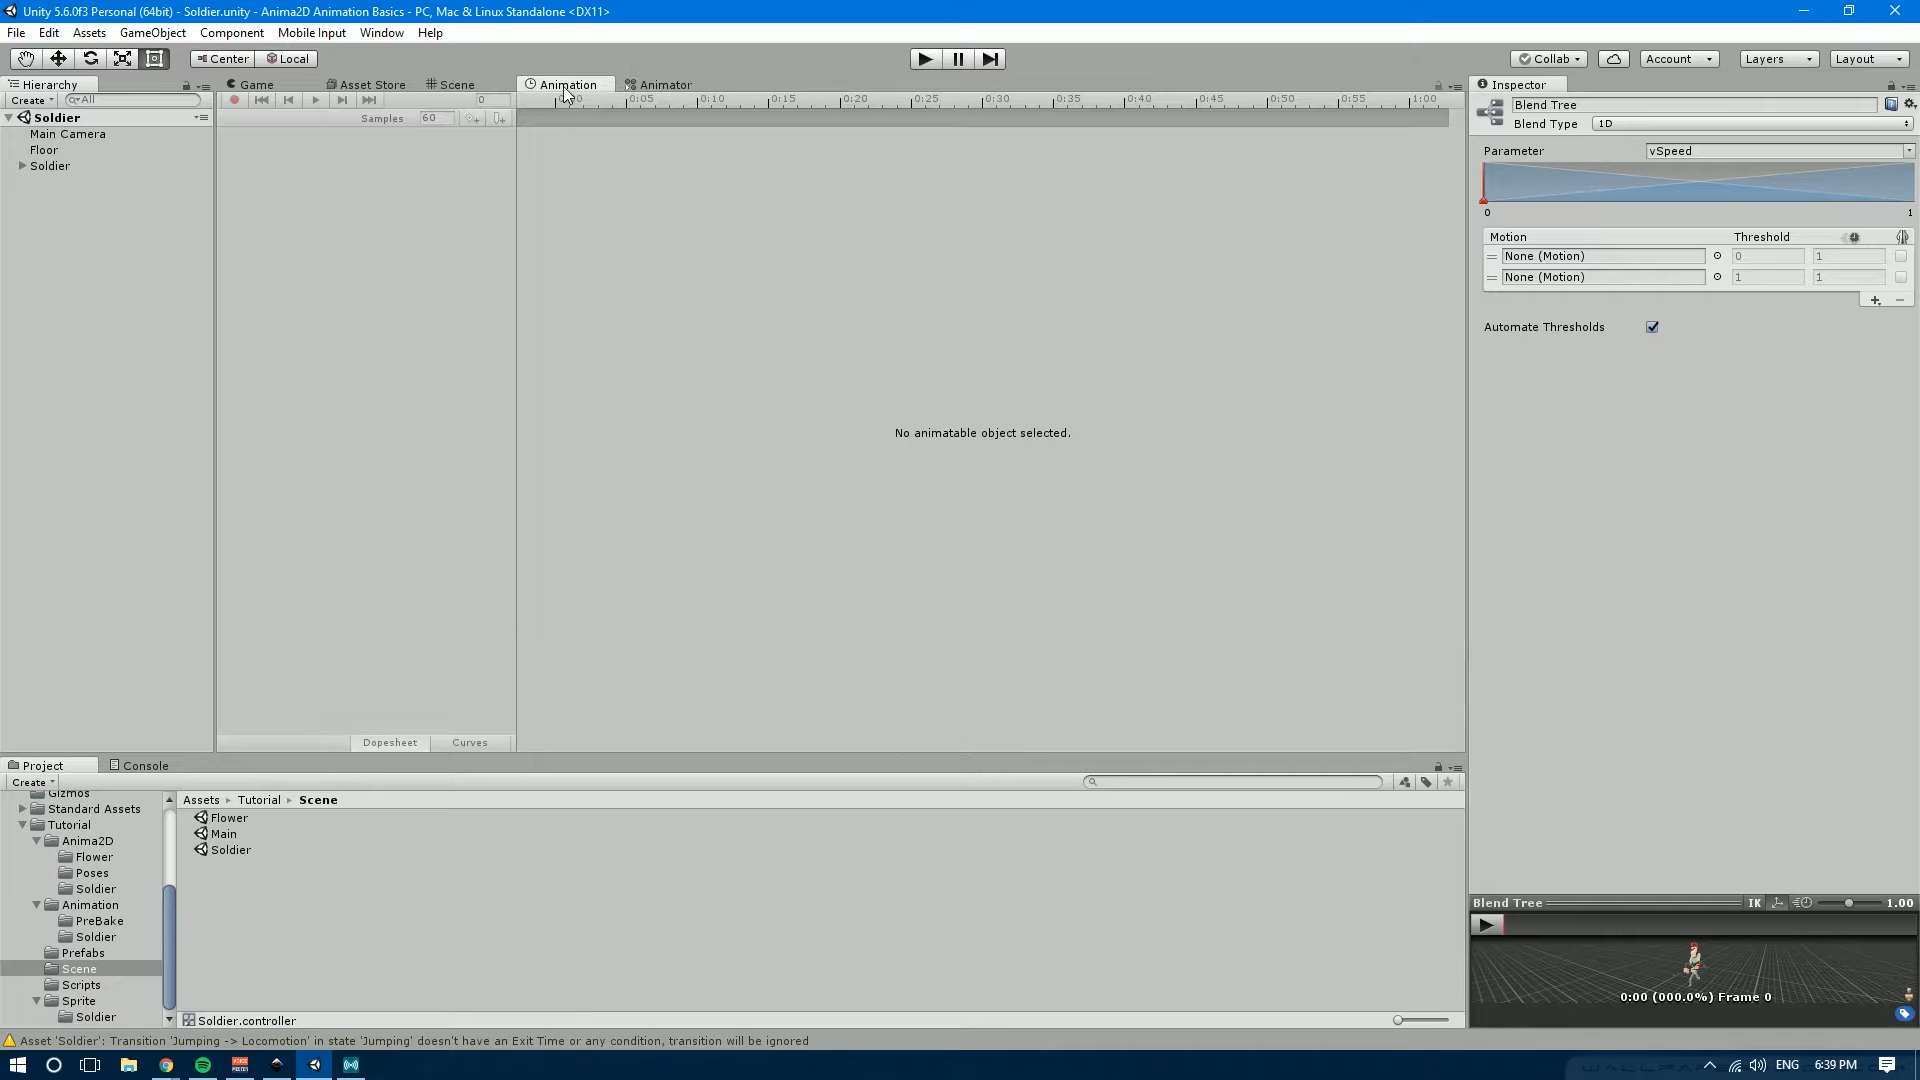 Unity 5.6.0f3 Personal (64bit) - Soldier.unity - Anima2D Animation Basics - PC, Mac & Linux Standalone <DX11>
File Edit Assets GameObject Component Mobile Input Window Help
Center Local Collab Account Layers Layout
Hierarchy
Create All
Soldier
Main Camera
Floor
Soldier
Game Asset Store Scene Animation Animator
0
Samples 60
0:00 0:05 0:10 0:15 0:20 0:25 0:30 0:35 0:40 0:45 0:50 0:55 1:00
No animatable object selected.
Dopesheet Curves
Inspector
Blend Tree
Blend Type 1D
Parameter vSpeed
0 1
Motion Threshold
None (Motion) 0 1
None (Motion) 1 1
Automate Thresholds
Blend Tree IK 1.00
0:00 (000.0%) Frame 0
Project Console
Create
Gizmos
Standard Assets
Tutorial
Anima2D
Flower
Poses
Soldier
Animation
PreBake
Soldier
Prefabs
Scene
Scripts
Sprite
Soldier
Assets Tutorial Scene
Flower
Main
Soldier
Soldier.controller
Asset 'Soldier': Transition 'Jumping -> Locomotion' in state 'Jumping' doesn't have an Exit Time or any condition, transition will be ignored
ENG 6:39 PM